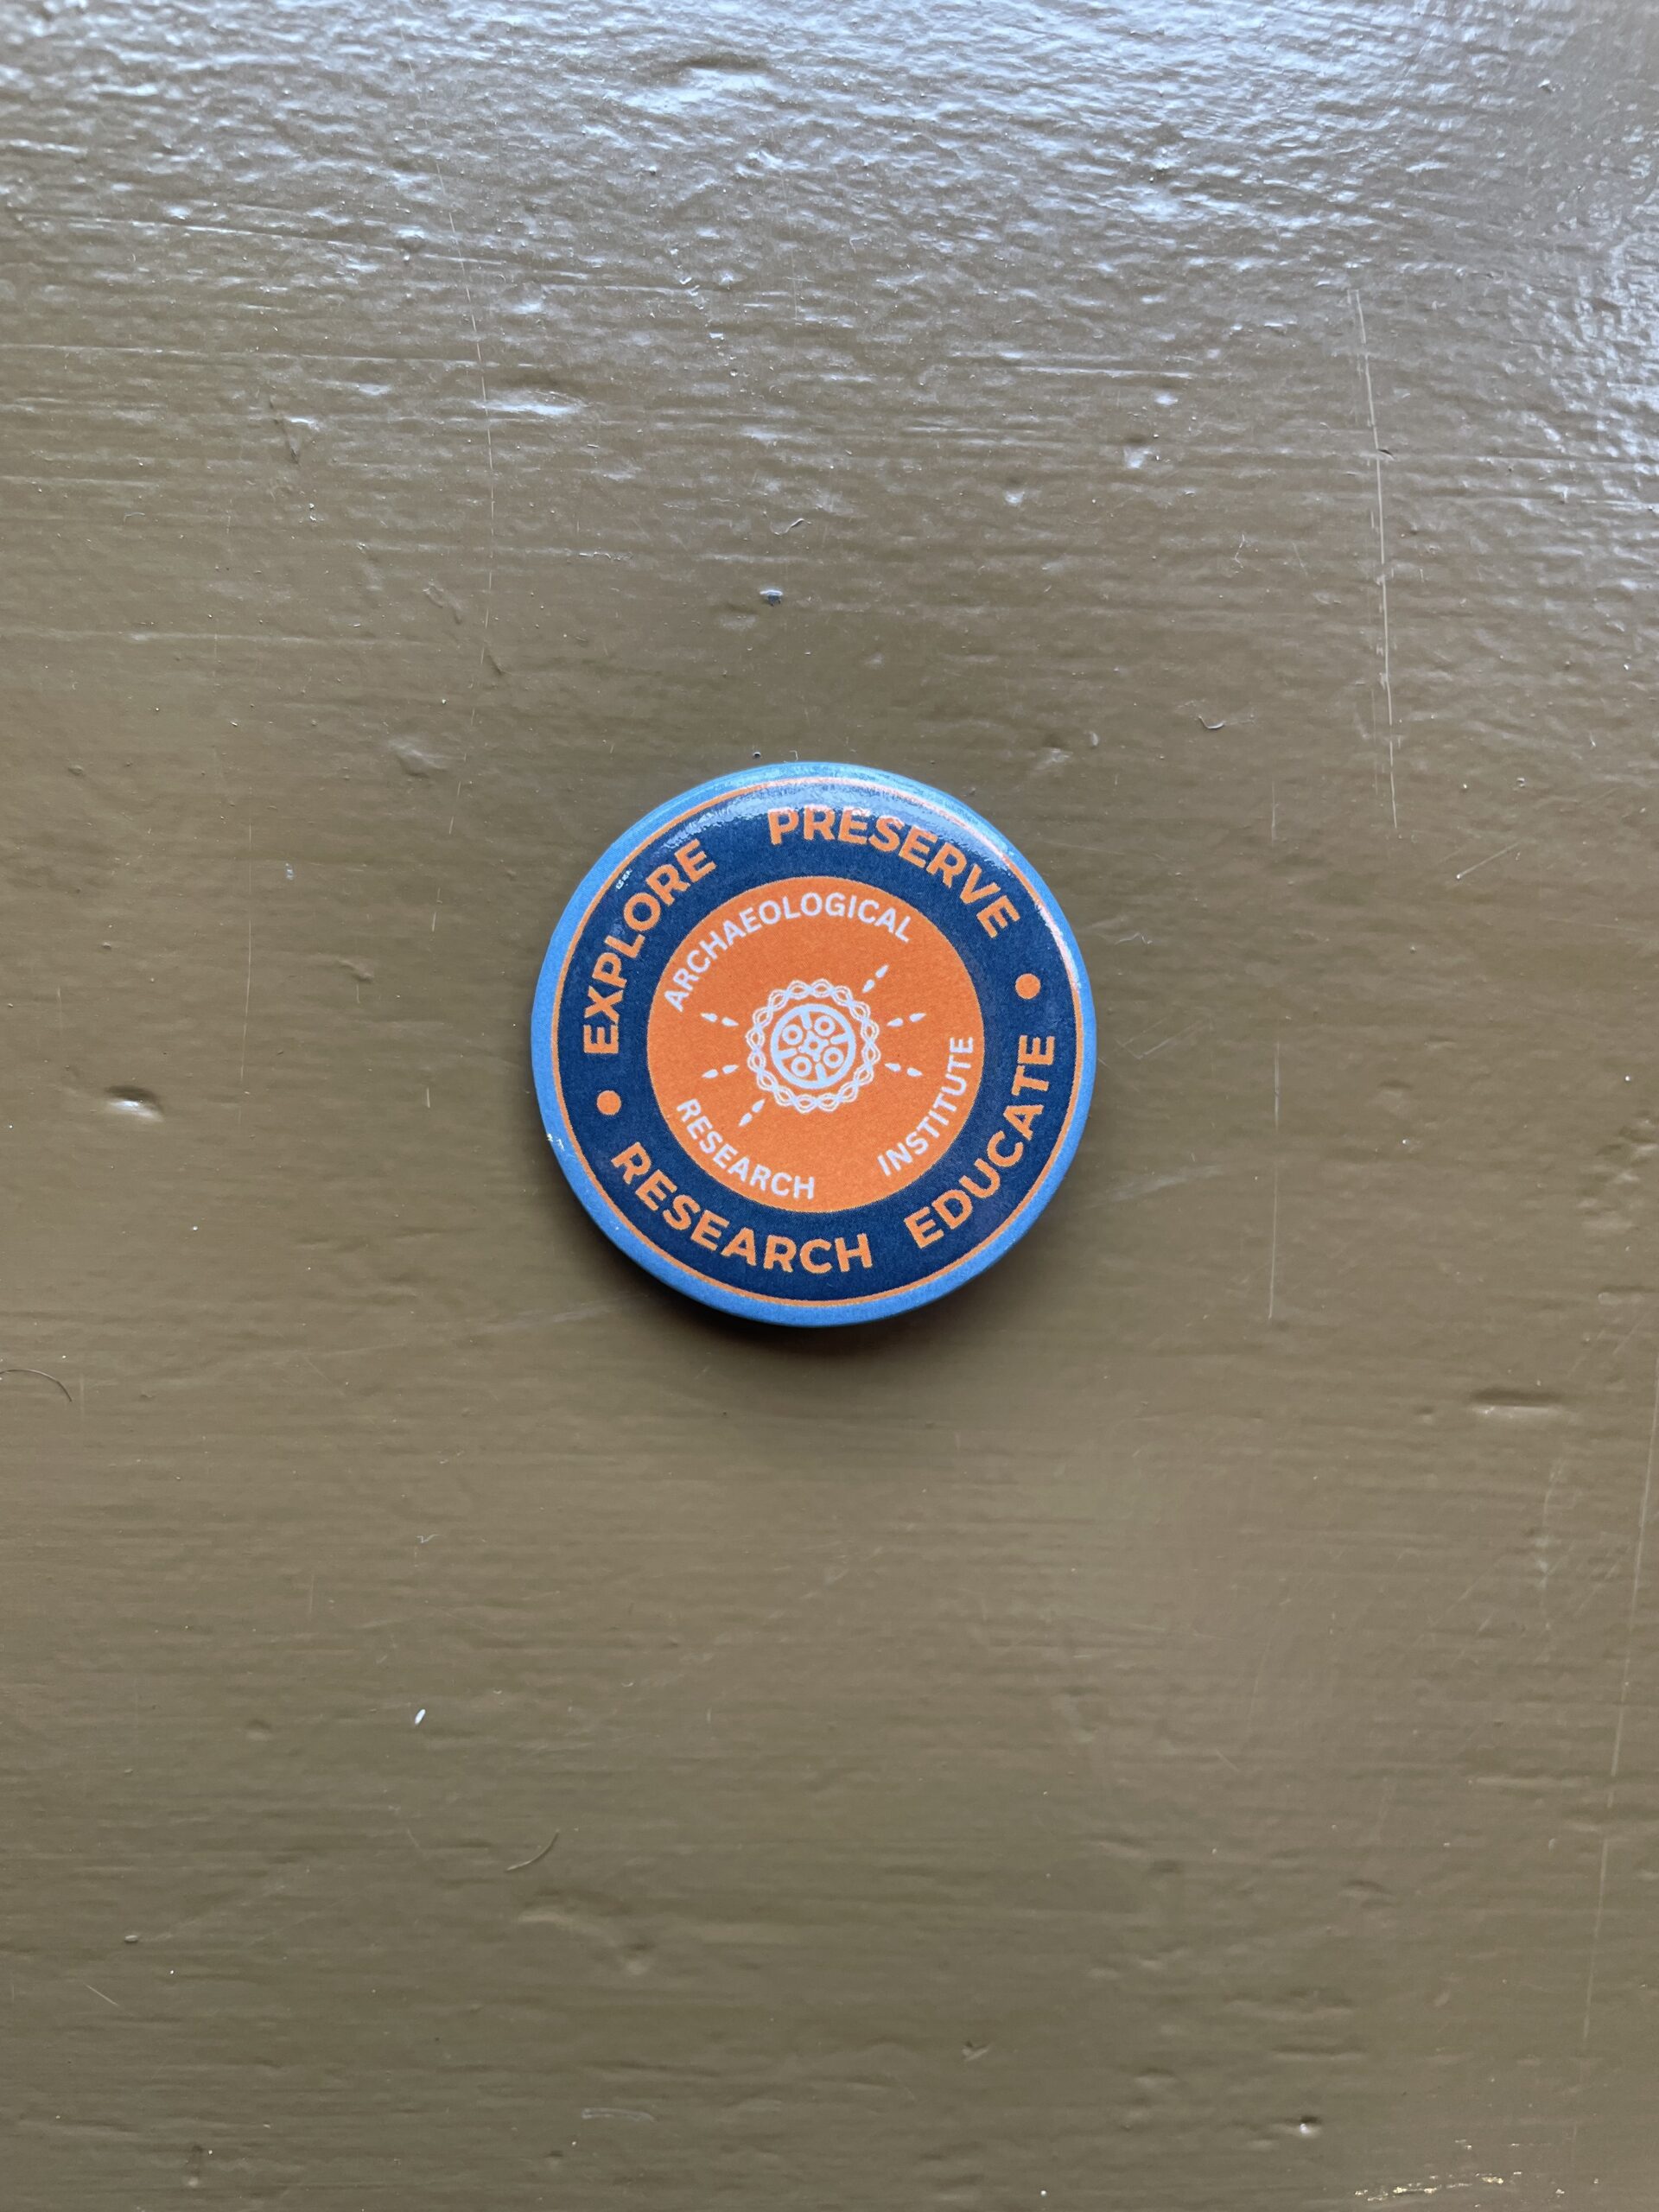 EXPLORE PRESERVE
RESEARCH EDUCATE
ARCHAEOLOGICAL
RESEARCH INSTITUTE